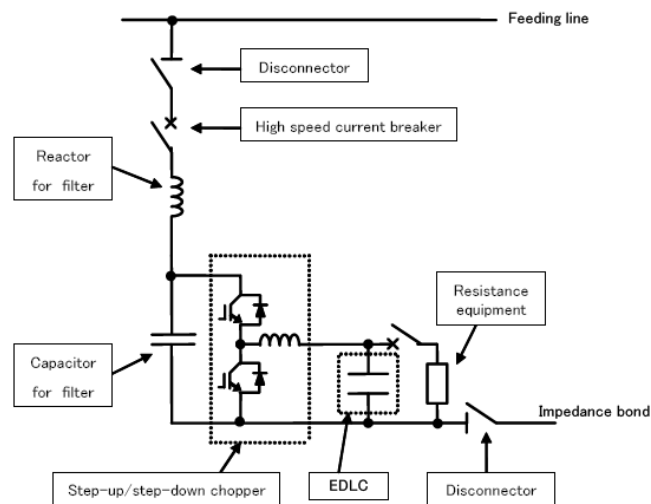 Feeding line
Disconnector
High speed current breaker
Reactor
for filter
Resistance
equipment
Capacitor
for filter
Impedance bond
Step-up/step-down chopper
EDLC
Disconnector